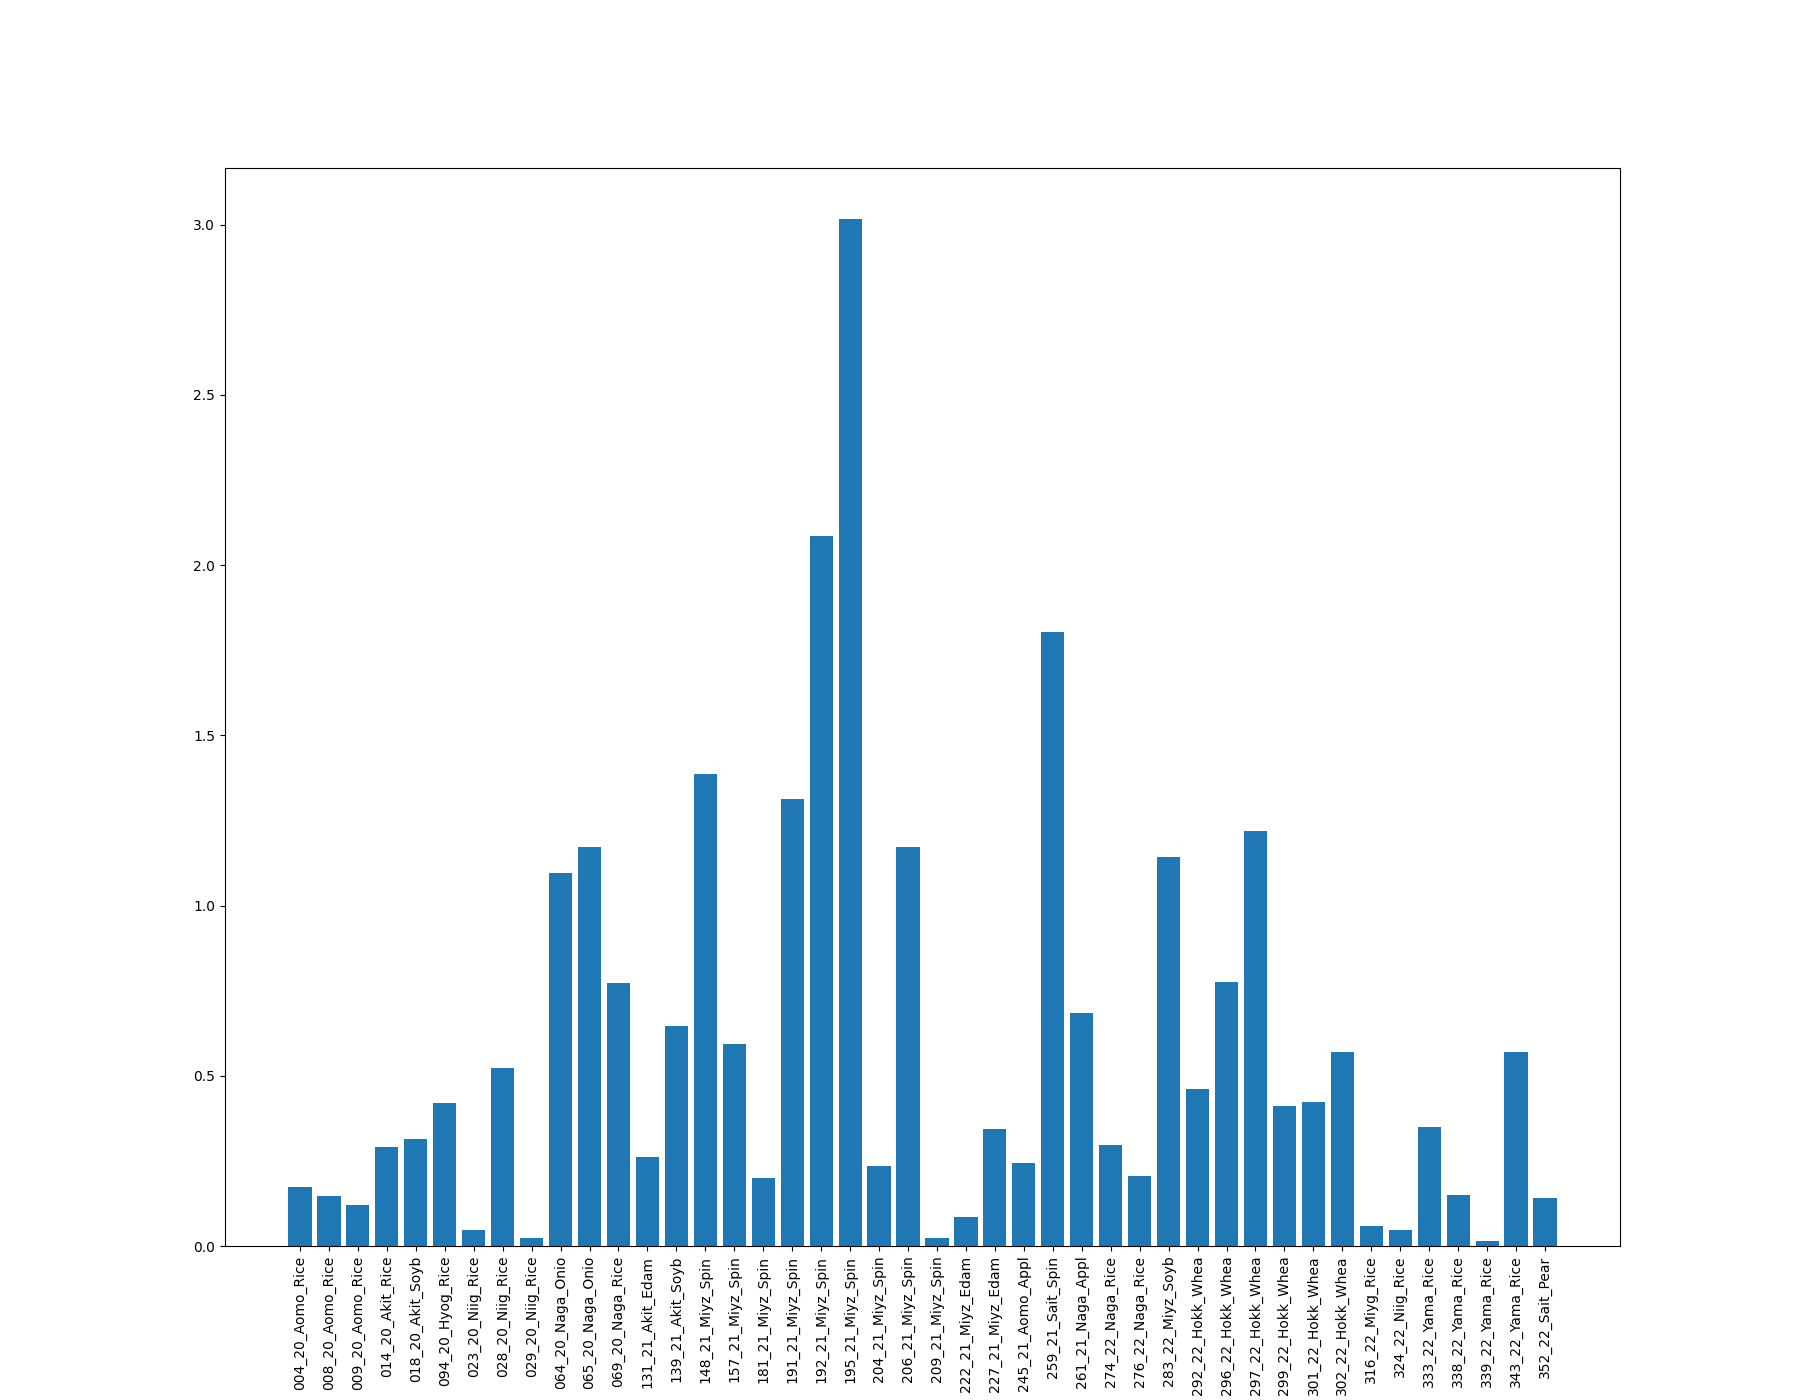 3.0
2.5
2.0
1.5
1.0
0.5
0.0
004_20_Aomo_Rice
008_20_Aomo_Rice
009_20_Aomo_Rice
014_20_Akit_Rice
018_20_Akit_Soyb
094_20_Hyog_Rice
023_20_Niig_Rice
028_20_Niig_Rice
029_20_Niig_Rice
064_20_Naga_Onio
065_20_Naga_Onio
069_20_Naga_Rice
131_21_Akit_Edam
139_21_Akit_Soyb
148_21_Miyz_Spin
157_21_Miyz_Spin
181_21_Miyz_Spin
191_21_Miyz_Spin
192_21_Miyz_Spin
195_21_Miyz_Spin
204_21_Miyz_Spin
206_21_Miyz_Spin
209_21_Miyz_Spin
222_21_Miyz_Edam
227_21_Miyz_Edam
245_21_Aomo_Appl
259_21_Sait_Spin
261_21_Naga_Appl
274_22_Naga_Rice
276_22_Naga_Rice
283_22_Miyz_Soyb
292_22_Hokk_Whea
296_22_Hokk_Whea
297_22_Hokk_Whea
299_22_Hokk_Whea
301_22_Hokk_Whea
302_22_Hokk_Whea
316_22_Miyg_Rice
324_22_Niig_Rice
333_22_Yama_Rice
338_22_Yama_Rice
339_22_Yama_Rice
343_22_Yama_Rice
352_22_Sait_Pear